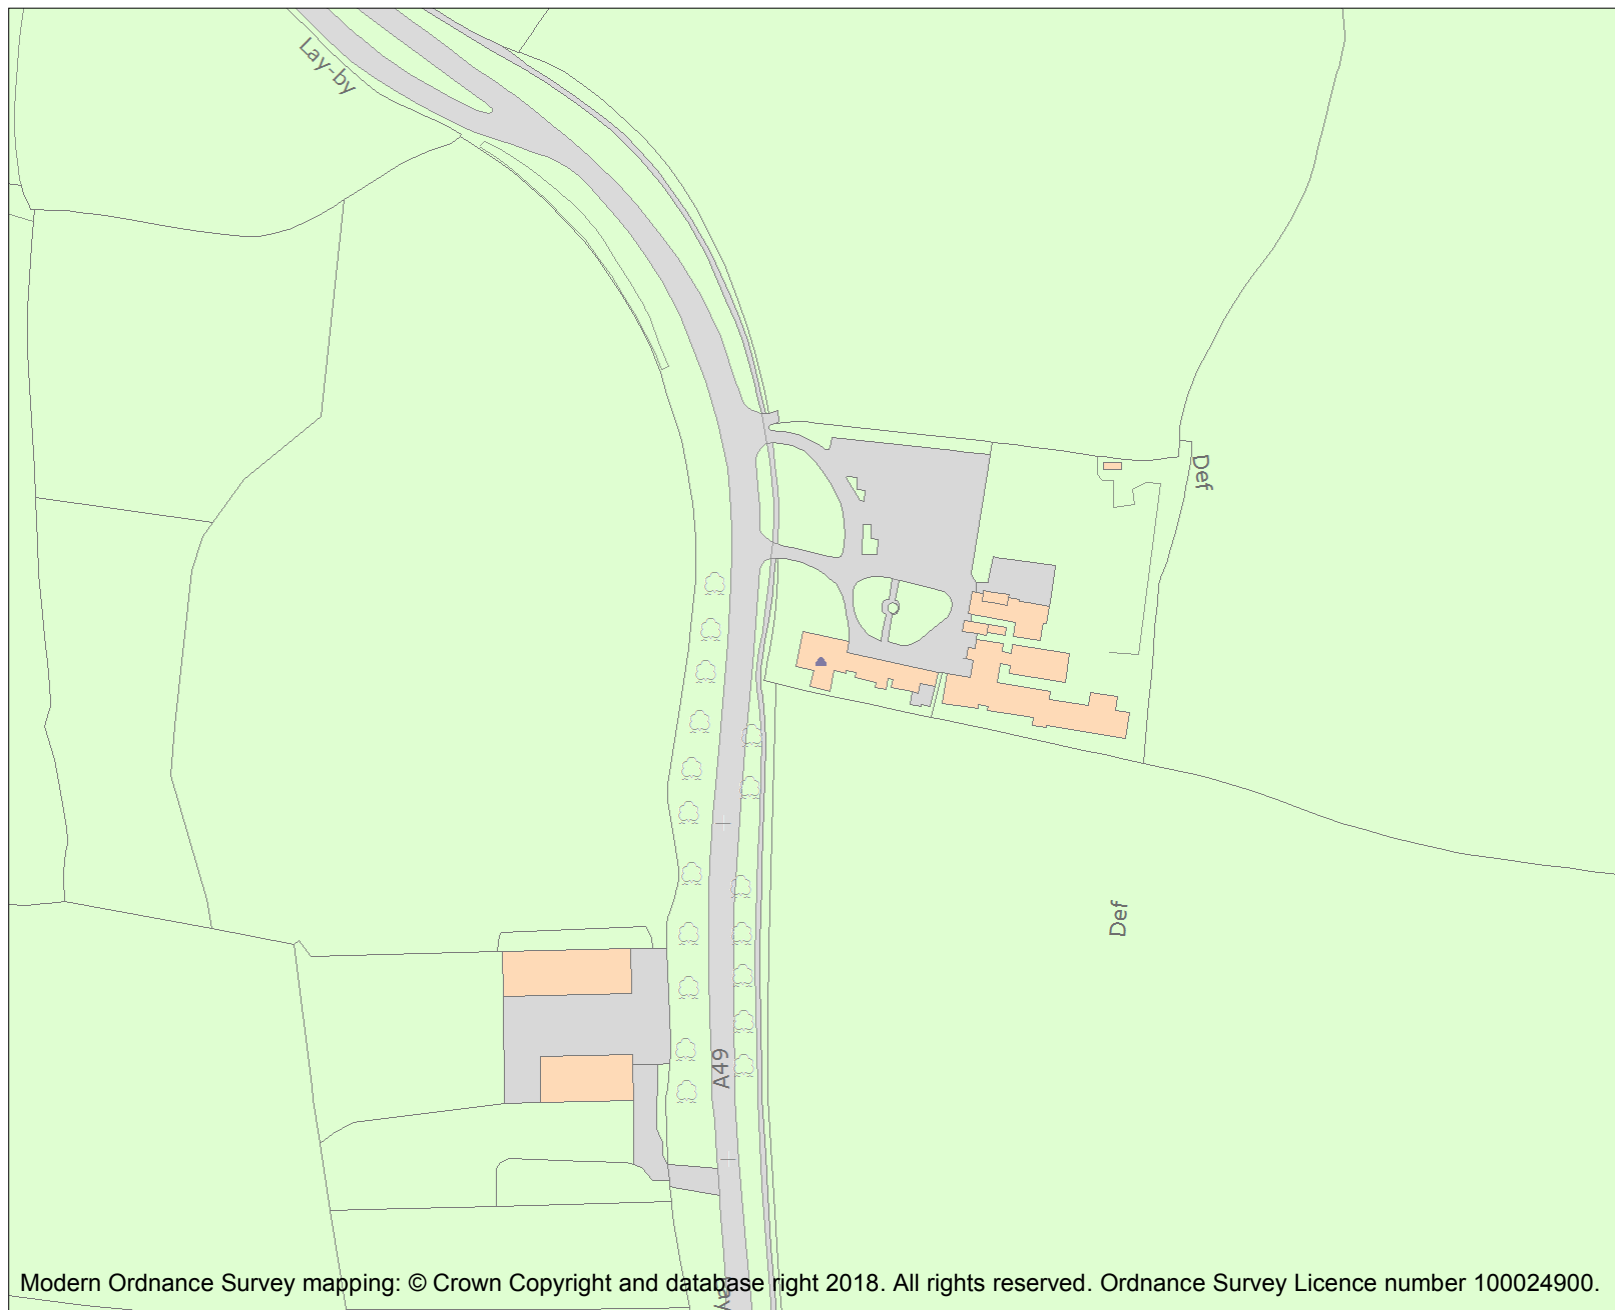 Lay-by
Def
Def
A49
Modern Ordnance Survey mapping: © Crown Copyright and database right 2018. All rights reserved. Ordnance Survey Licence number 100024900.